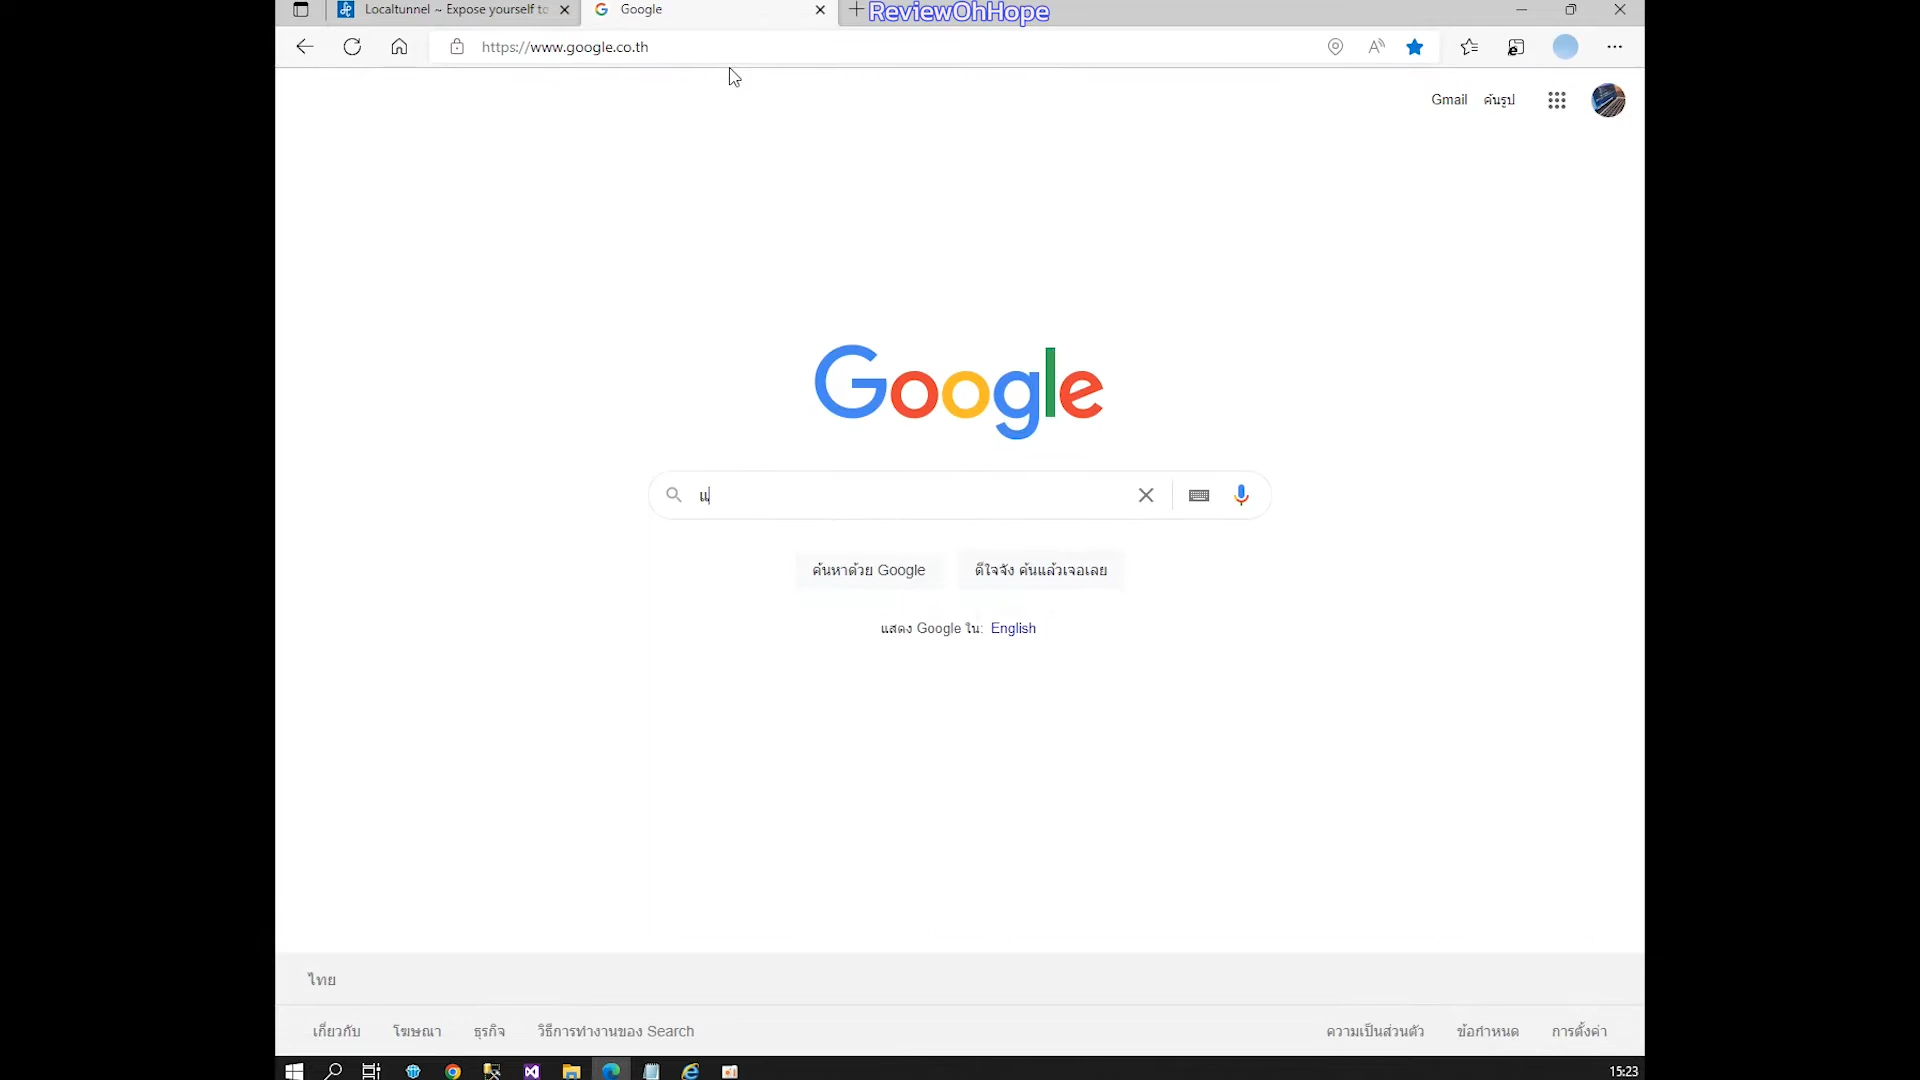 Localtunnel ~ Expose yourself to
Google
ReviewOhHope
https://www.google.co.th
Gmail
ค้นรูป
Google
แ
ค้นหาด้วย Google
ดีใจจัง ค้นแล้วเจอเลย
แสดง Google ใน: English
ไทย
เกี่ยวกับ
โฆษณา
ธุรกิจ
วิธีการทำงานของ Search
ความเป็นส่วนตัว
ข้อกำหนด
การตั้งค่า
15:23